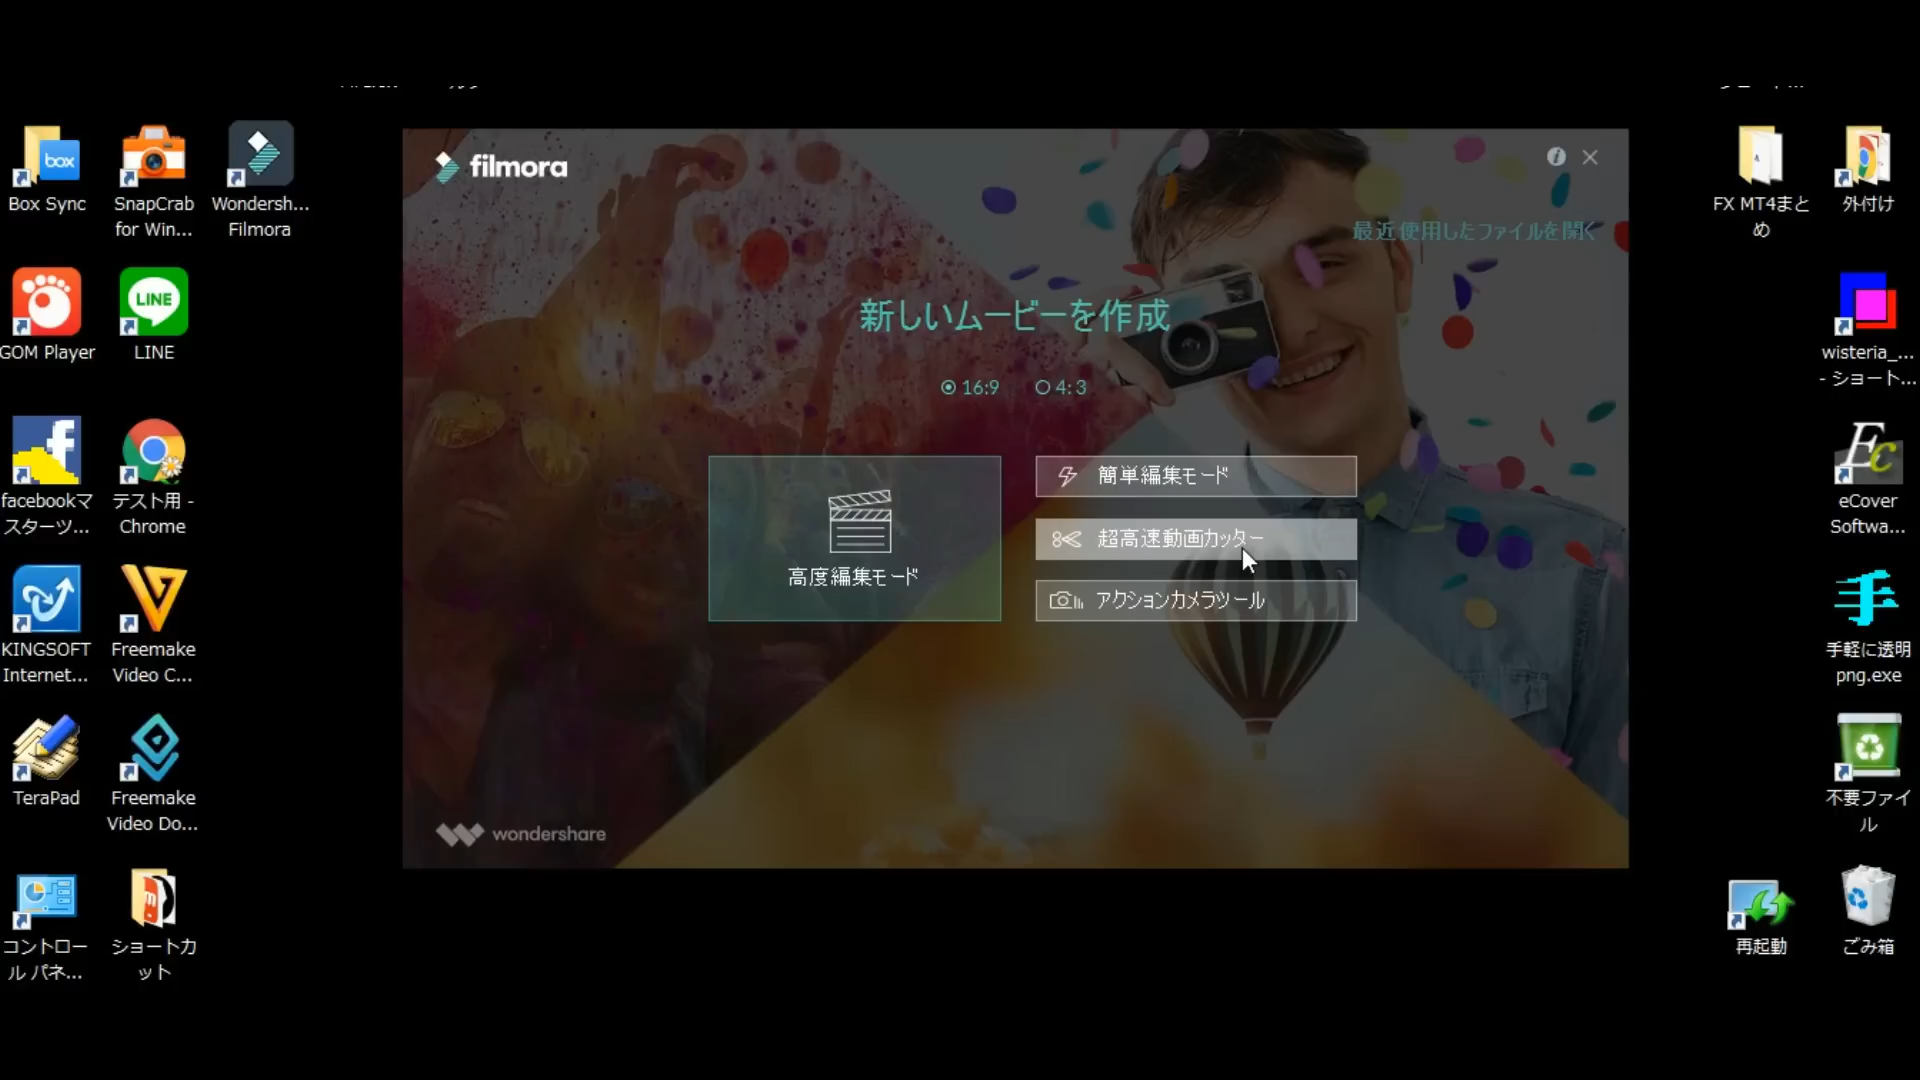 Box Sync
SnapCrab
for Win...
Wondersh...
Filmora
GOM Player
LINE
facebookマ
スターツ...
テスト用 -
Chrome
KINGSOFT
Internet...
Freemake
Video C...
TeraPad
Freemake
Video Do...
コントロー
ル パネ...
ショートカ
ット
filmora
最近使用したファイルを開く
新しいムービーを作成
16:9
4:3
高度編集モード
簡単編集モード
超高速動画カッター
アクションカメラツール
wondershare
FX MT4まと
め
外付け
wisteria_...
- ショート...
eCover
Softwa...
手軽に透明
png.exe
不要ファイ
ル
再起動
ごみ箱
box
LINE